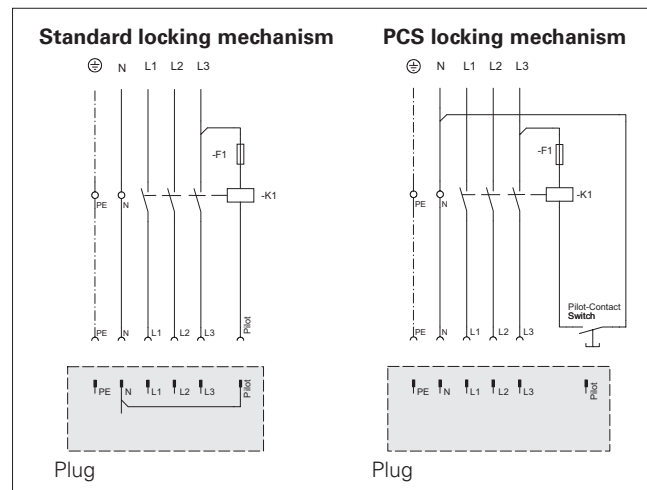 Standard locking mechanism
PCS locking mechanism
N L1 L2 L3
N L1 L2 L3
-F1
-F1
-K1
-K1
PE N
PE N
Pilot-Contact
Switch
PE N L1 L2 L3 Pilot
PE N L1 L2 L3
PE N L1 L2 L3 Pilot
PE N L1 L2 L3 Pilot
Plug
Plug